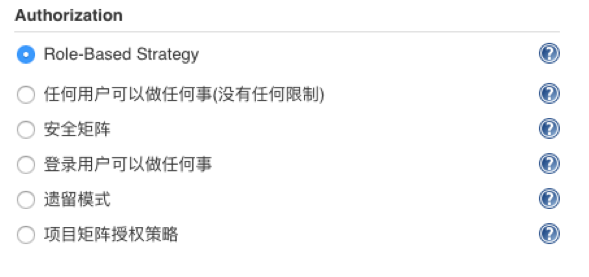 Authorization
Role-Based Strategy
任何用户可以做任何事(没有任何限制)
安全矩阵
登录用户可以做任何事
遗留模式
项目矩阵授权策略